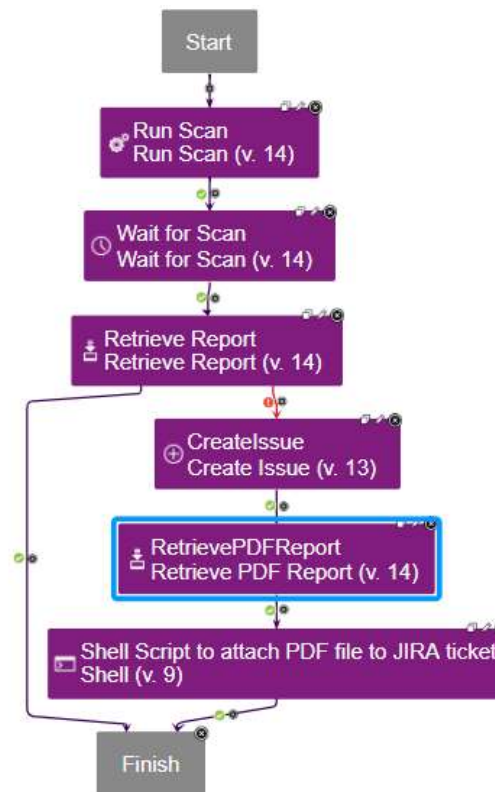 Start
Run Scan
Run Scan (v. 14)
Wait for Scan
Wait for Scan (v. 14)
Retrieve Report
Retrieve Report (v. 14)
CreateIssue
Create Issue (v. 13)
RetrievePDFReport
Retrieve PDF Report (v. 14)
Shell Script to attach PDF file to JIRA ticket
Shell (v. 9)
Finish